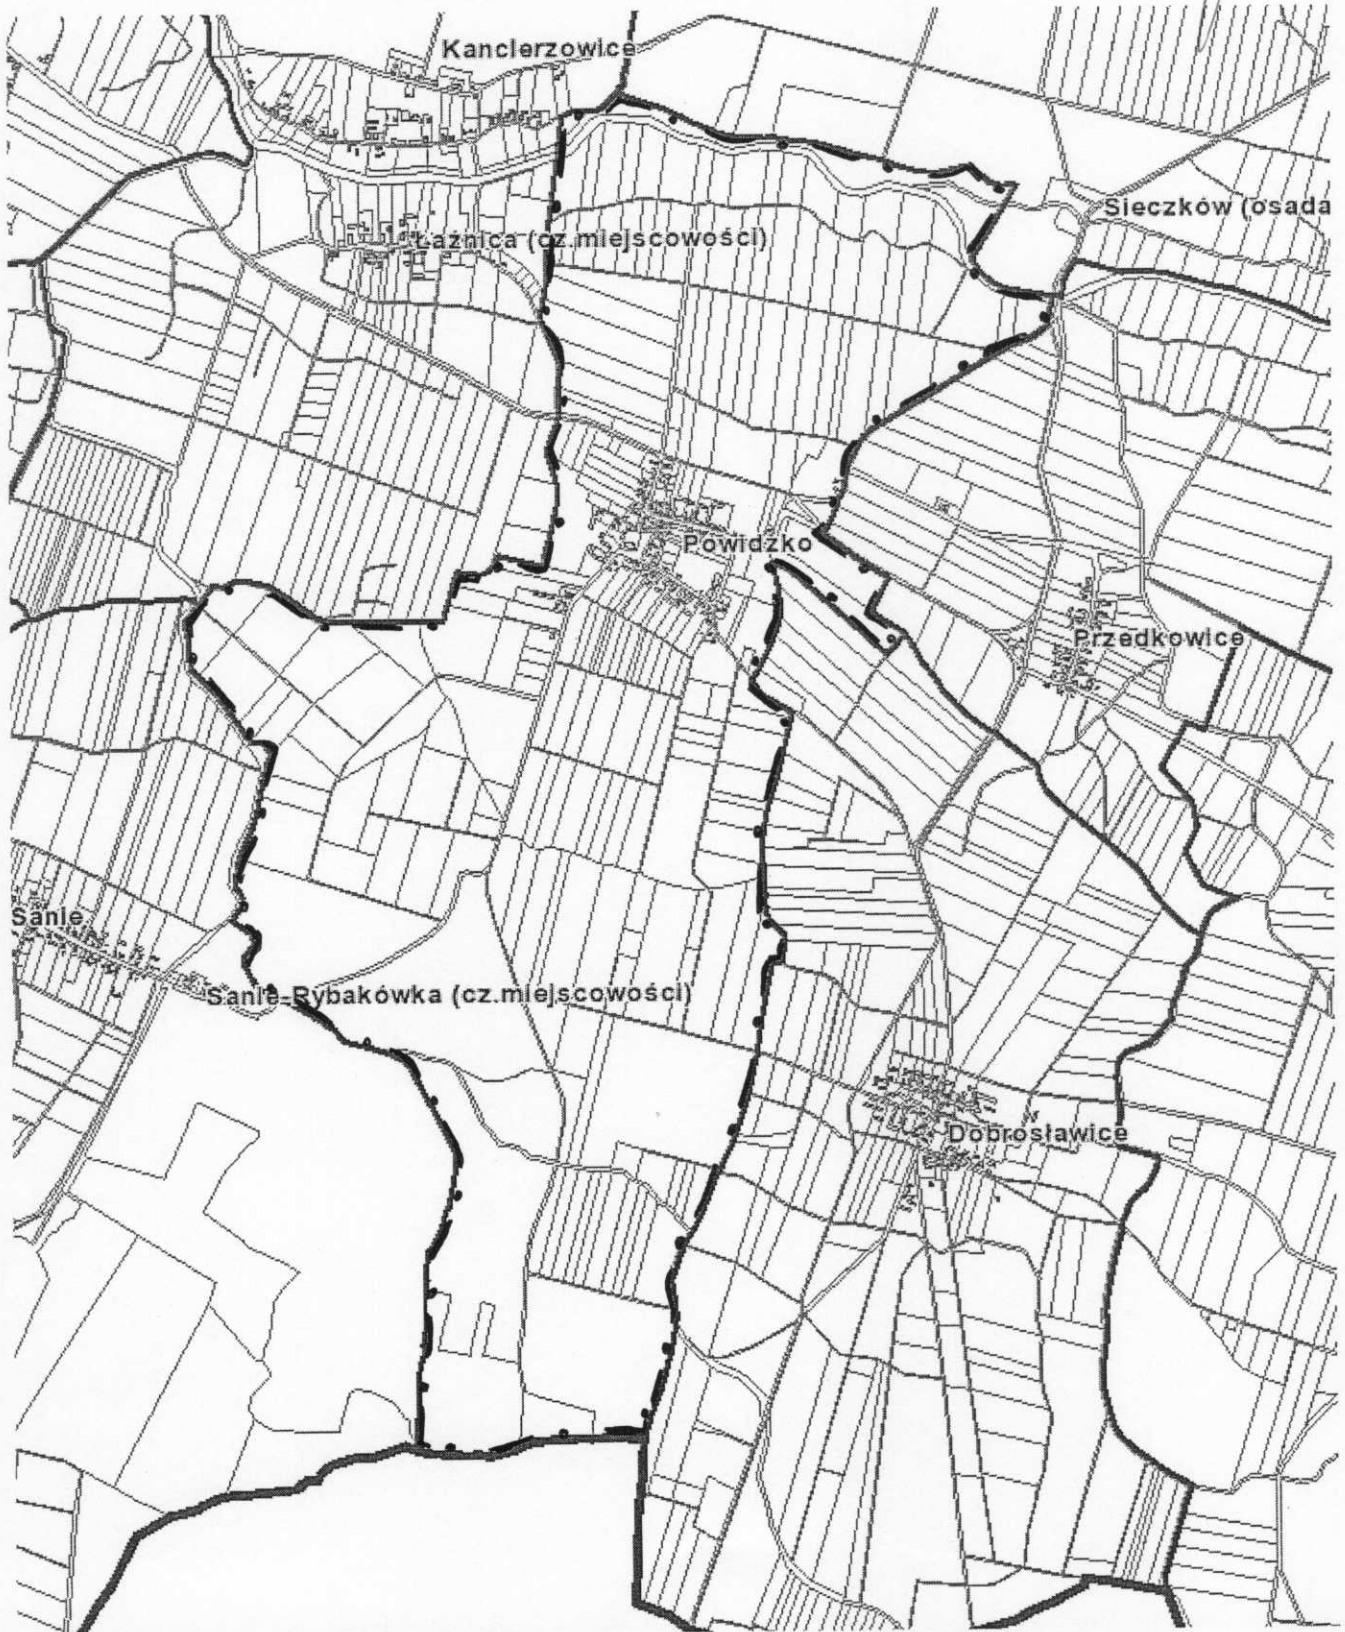 Kanclerzowice
Sieczków (osada
Łaźnica (cz.miejscowości)
Powidzko
Przedkowice
Sanie
Sanie-Rybakówka (cz.miejscowości)
Dobrosławice